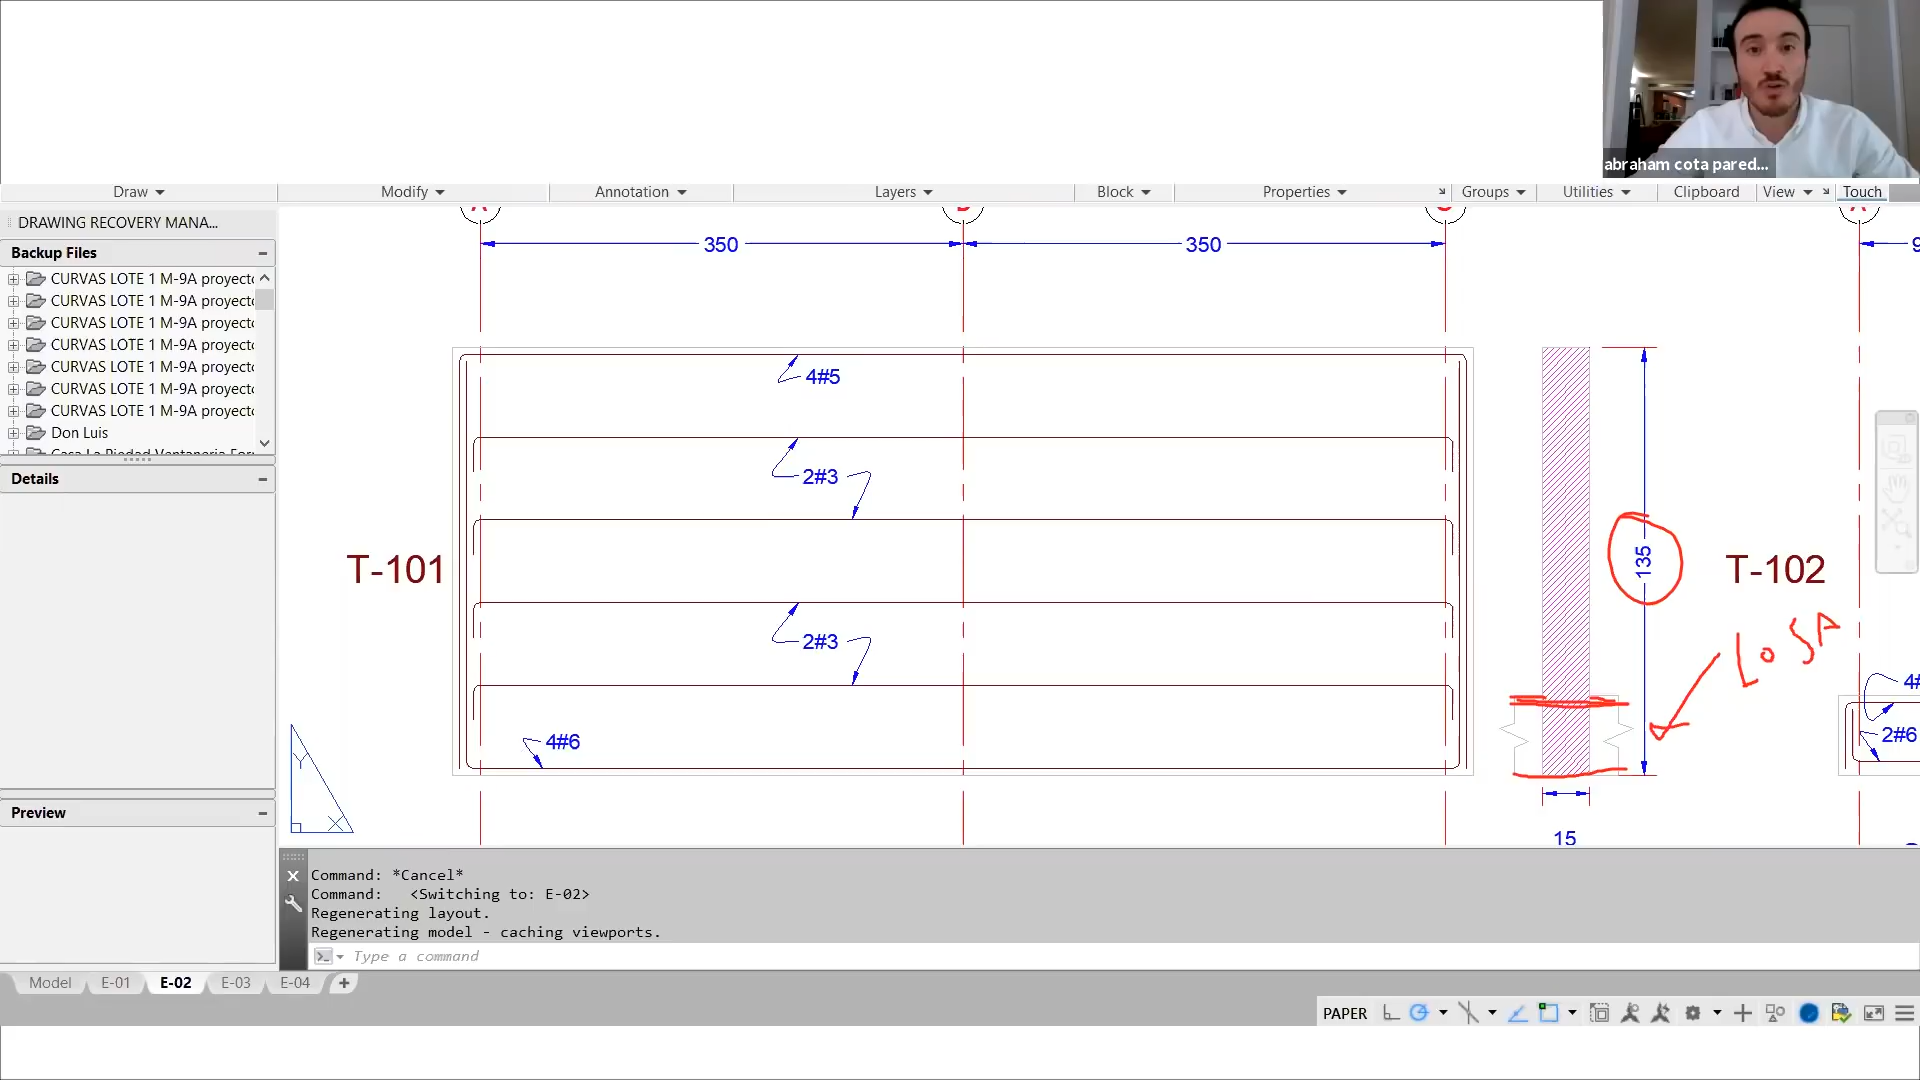 abraham cota pared...
Draw Modify Annotation Layers Block Properties Groups Utilities Clipboard View Touch
DRAWING RECOVERY MANA...
Backup Files
CURVAS LOTE 1 M-9A proyect
CURVAS LOTE 1 M-9A proyect
CURVAS LOTE 1 M-9A proyect
CURVAS LOTE 1 M-9A proyect
CURVAS LOTE 1 M-9A proyect
CURVAS LOTE 1 M-9A proyect
CURVAS LOTE 1 M-9A proyect
Don Luis
Details
Preview
350 350
4#5
2#3
T-101
2#3
4#6
135
15
LOSA
T-102
4#
2#6
Y
X
Command: *Cancel*
Command: <Switching to: E-02>
Regenerating layout.
Regenerating model - caching viewports.
Type a command
Model E-01 E-02 E-03 E-04
PAPER